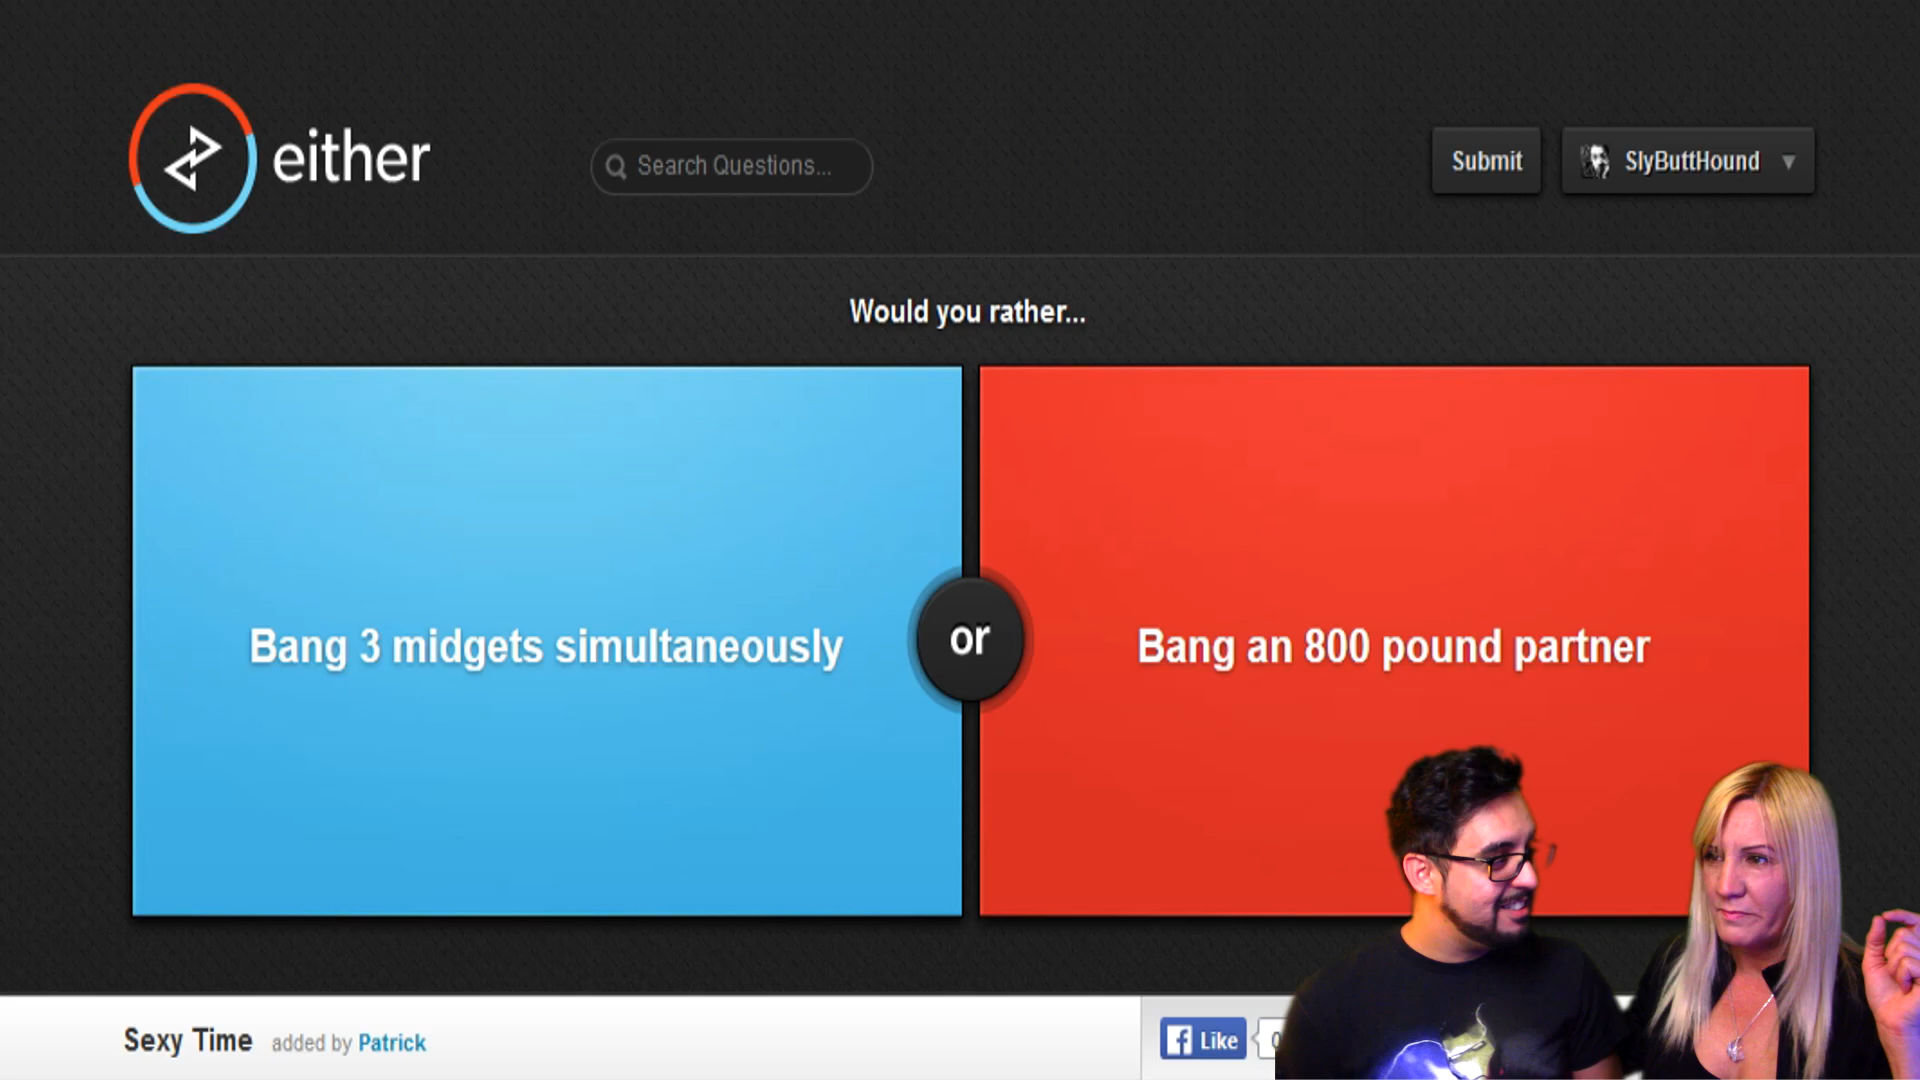 either
Search Questions...
Submit
SlyButtHound
Would you rather...
Bang 3 midgets simultaneously
or
Bang an 800 pound partner
Sexy Time added by Patrick
Like